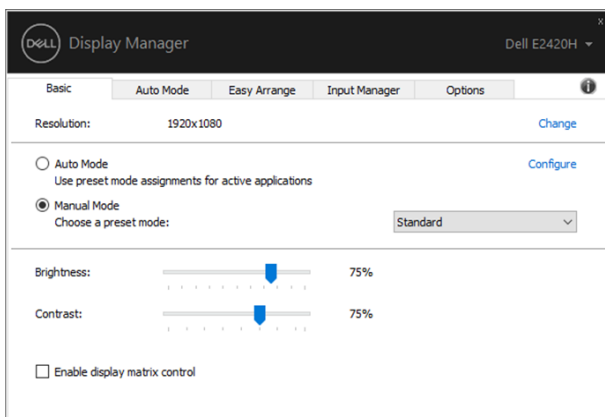 x
DELL Display Manager Dell E2420H
Basic Auto Mode Easy Arrange Input Manager Options i
Resolution: 1920x1080 Change
Auto Mode Configure
Use preset mode assignments for active applications
Manual Mode
Choose a preset mode: Standard
Brightness: 75%
Contrast: 75%
Enable display matrix control